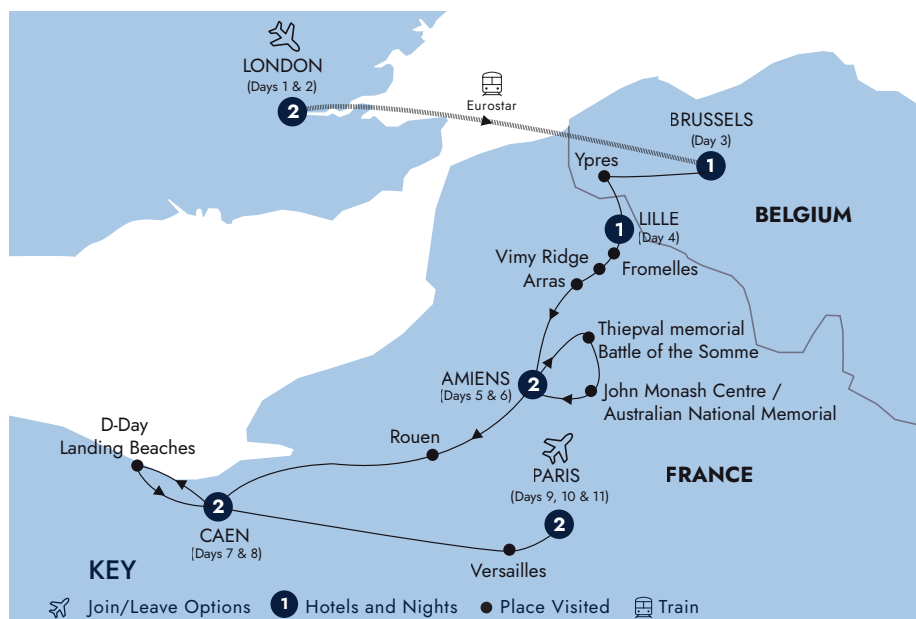 LONDON
(Days 1 & 2)
2
Eurostar
BRUSSELS
(Day 3)
1
Ypres
BELGIUM
LILLE
1
(Day 4)
Vimy Ridge
Fromelles
Arras
Thiepval memorial
Battle of the Somme
AMIENS
(Days 5 & 6)
2
John Monash Centre /
Australian National Memorial
D-Day
Landing Beaches
Rouen
PARIS
(Days 9, 10 & 11)
2
FRANCE
2
CAEN
(Days 7 & 8)
Versailles
KEY
Join/Leave Options
1 Hotels and Nights
Place Visited
Train